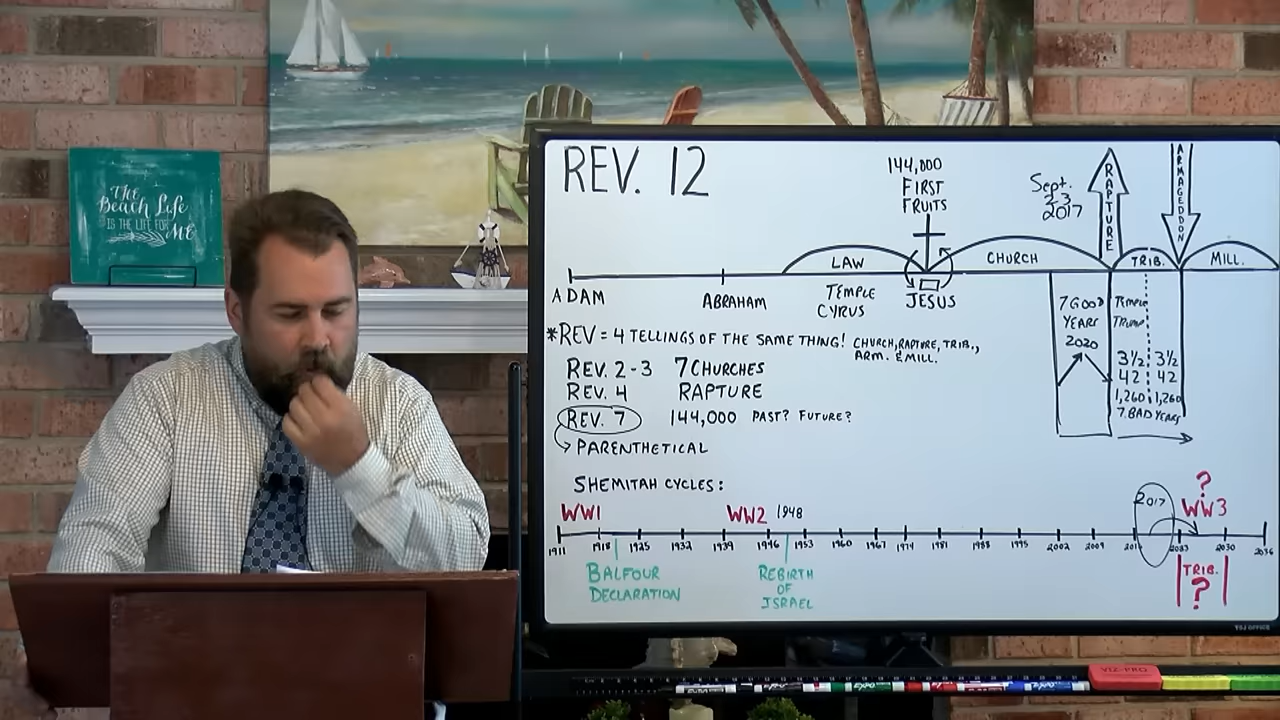 THE
Beach Life
IS THE LIFE FOR
ME
REV. 12
144,000
FIRST
FRUITS
Sept.
23
2017
RAPTURE
ARMAGEDDON
LAW
CHURCH
TRIB.
MILL.
ADAM
ABRAHAM
TEMPLE
CYRUS
JESUS
7 GOOD
YEARS
2020
TEMPLE
TRUMP
3½ 3½
42 42
1,260 1,260
7 BAD YEARS
*REV = 4 TELLINGS OF THE SAME THING! CHURCH, RAPTURE, TRIB.,
ARM. & MILL.
REV. 2-3 7 CHURCHES
REV. 4 RAPTURE
REV. 7 144,000 PAST? FUTURE?
PARENTHETICAL
SHEMITAH CYCLES:
WW1 WW2 1948 2017 ? WW3
1911 1918 1925 1932 1939 1946 1953 1960 1967 1974 1981 1988 1995 2002 2009 2030 2036
BALFOUR
DECLARATION
REBIRTH
OF
ISRAEL
TRIB.
?
VIZ-PRO
EXPO